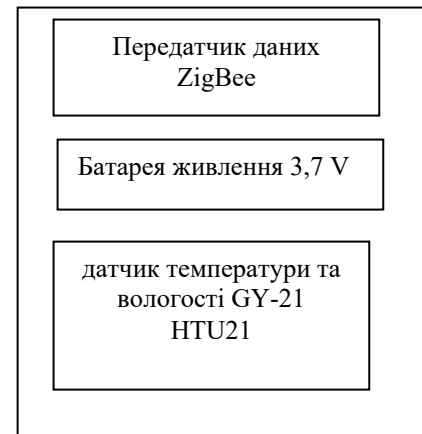 Передатчик даних
ZigBee
Батарея живлення 3,7 V
датчик температури та
вологості GY-21
HTU21